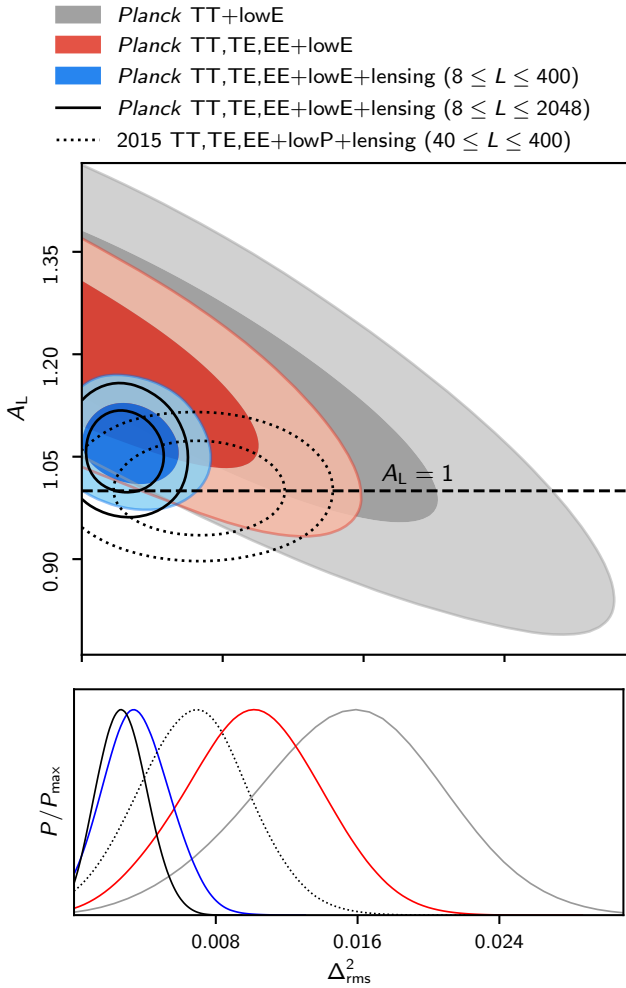 Planck TT+lowE
Planck TT,TE,EE+lowE
Planck TT,TE,EE+lowE+lensing (8 ≤ L ≤ 400)
Planck TT,TE,EE+lowE+lensing (8 ≤ L ≤ 2048)
2015 TT,TE,EE+lowP+lensing (40 ≤ L ≤ 400)
1.35
1.20
1.05
0.90
A_L
A_L = 1
P/P_max
0.008 0.016 0.024
Δ²_rms